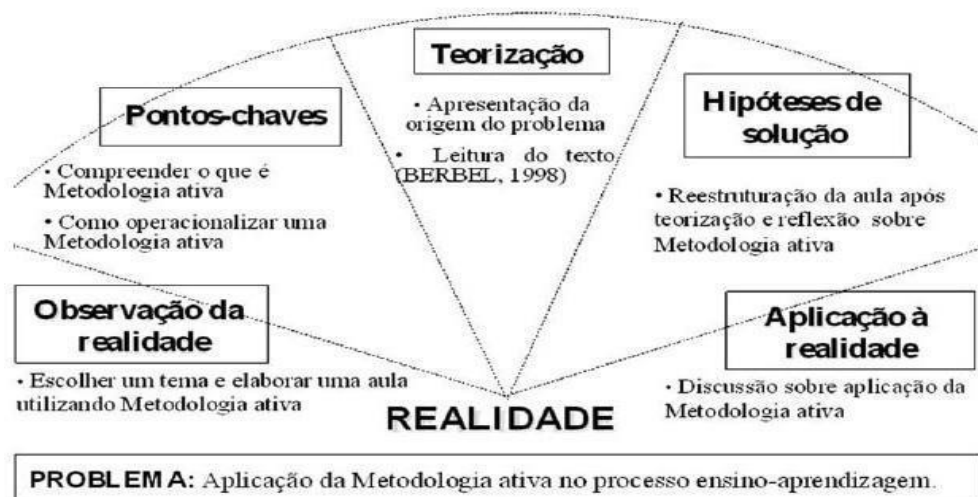 Teorização
• Apresentação da
origem do problema
• Leitura do texto
(BERBEL, 1998)
Pontos-chaves
• Compreender o que é
Metodologia ativa
• Como operacionalizar uma
Metodologia ativa
Hipóteses de
solução
• Reestruturação da aula após
teorização e reflexão sobre
Metodologia ativa
Observação da
realidade
• Escolher um tema e elaborar uma aula
utilizando Metodologia ativa
Aplicação à
realidade
• Discussão sobre aplicação da
Metodologia ativa
REALIDADE
PROBLEMA: Aplicação da Metodologia ativa no processo ensino-aprendizagem.